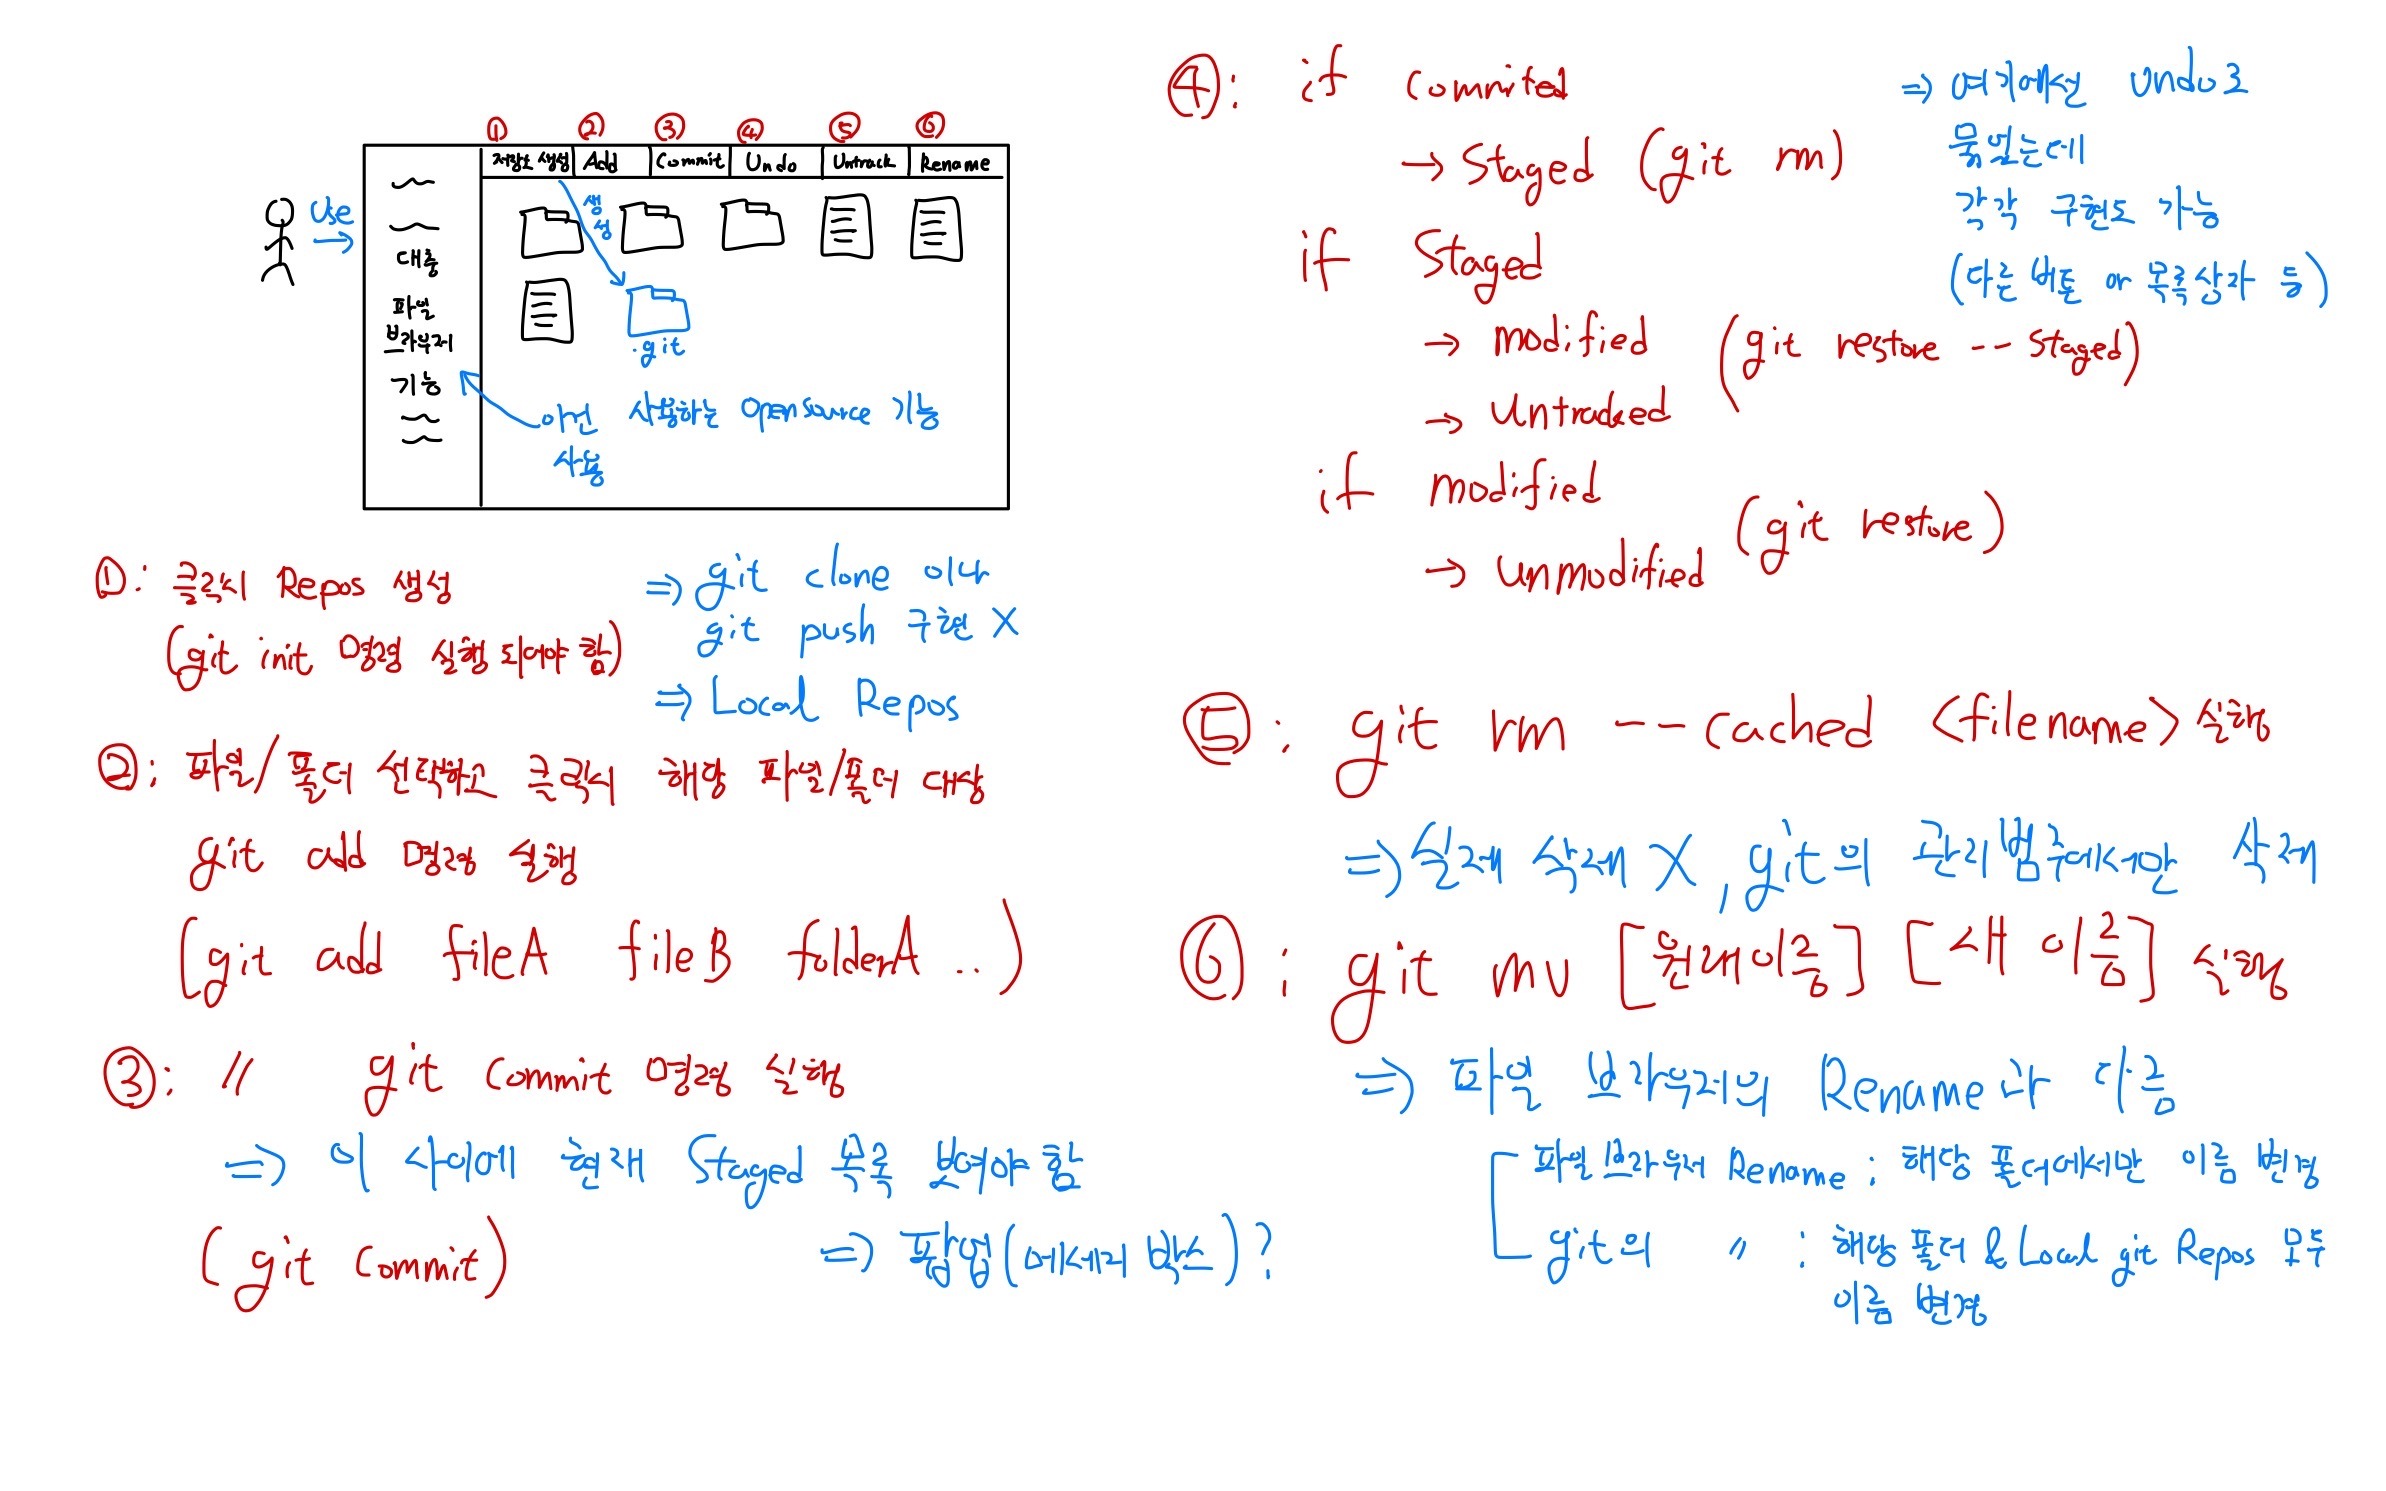 ① ② ③ ④ ⑤ ⑥
저장소 생성 Add Commit Undo Untrack Rename
Use
생성
대충
파일
브라우저
기능
.git
사용하는 Opensource 기능
사용
①: 클릭시 Repos 생성
(git init 명령 실행 되어야 함)
⇒ git clone 이나
git push 구현 X
⇒ Local Repos
②: 파일/폴더 선택하고 클릭시 해당 파일/폴더 대상
git add 명령 실행
(git add fileA fileB folderA ..)
③: 〃 git commit 명령 실행
⇒ 이 사이에 현재 Staged 목록 보여야 함
(git commit)
⇒ 팝업(메세지 박스)?
④: if commited
→ Staged (git rm)
if Staged
→ modified
→ Untracked
(git restore -- staged)
if modified
→ unmodified
(git restore)
⇒ 여기에선 Undo로
묶었는데
각각 구현도 가능
(다른 버튼 or 목록상자 등)
⑤: git rm --cached <filename> 실행
⇒ 실제 삭제 X, git의 관리범주에서만 삭제
⑥: git mv [원래이름] [새 이름] 실행
⇒ 파일 브라우저의 Rename과 다름
파일 브라우저 Rename: 해당 폴더에서만 이름 변경
git의 〃 : 해당 폴더 & Local git Repos 모두
이름 변경